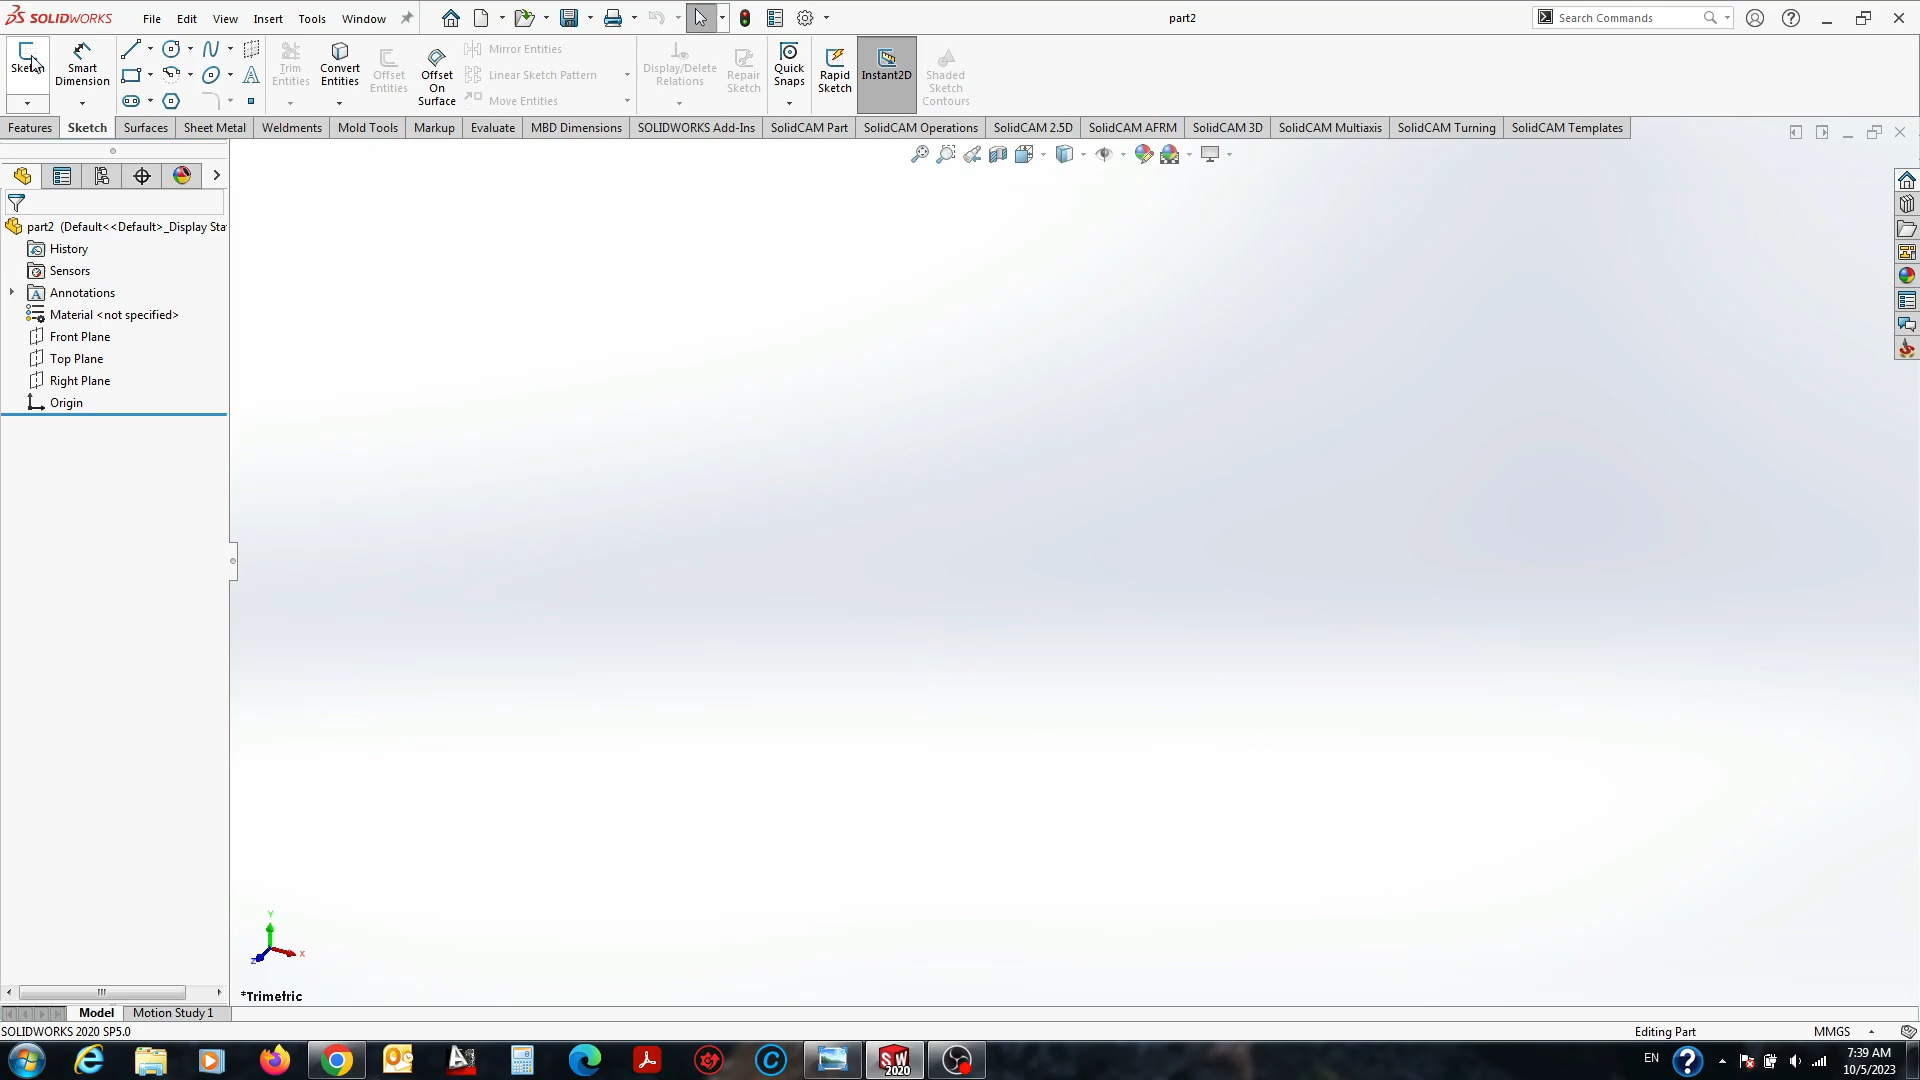 SOLIDWORKS File Edit View Insert Tools Window part2 Search Commands
Sketch Smart Dimension Trim Entities Convert Entities Offset Entities Offset On Surface Mirror Entities Linear Sketch Pattern Move Entities Display/Delete Relations Repair Sketch Quick Snaps Rapid Sketch Instant2D Shaded Sketch Contours
Features Sketch Surfaces Sheet Metal Weldments Mold Tools Markup Evaluate MBD Dimensions SOLIDWORKS Add-Ins SolidCAM Part SolidCAM Operations SolidCAM 2.5D SolidCAM AFRM SolidCAM 3D SolidCAM Multiaxis SolidCAM Turning SolidCAM Templates
part2 (Default<<Default>_Display Sta
History
Sensors
Annotations
Material <not specified>
Front Plane
Top Plane
Right Plane
Origin
Y
X
Z
*Trimetric
Model Motion Study 1
SOLIDWORKS 2020 SP5.0 Editing Part MMGS
SW 2020 EN 7:39 AM
10/5/2023